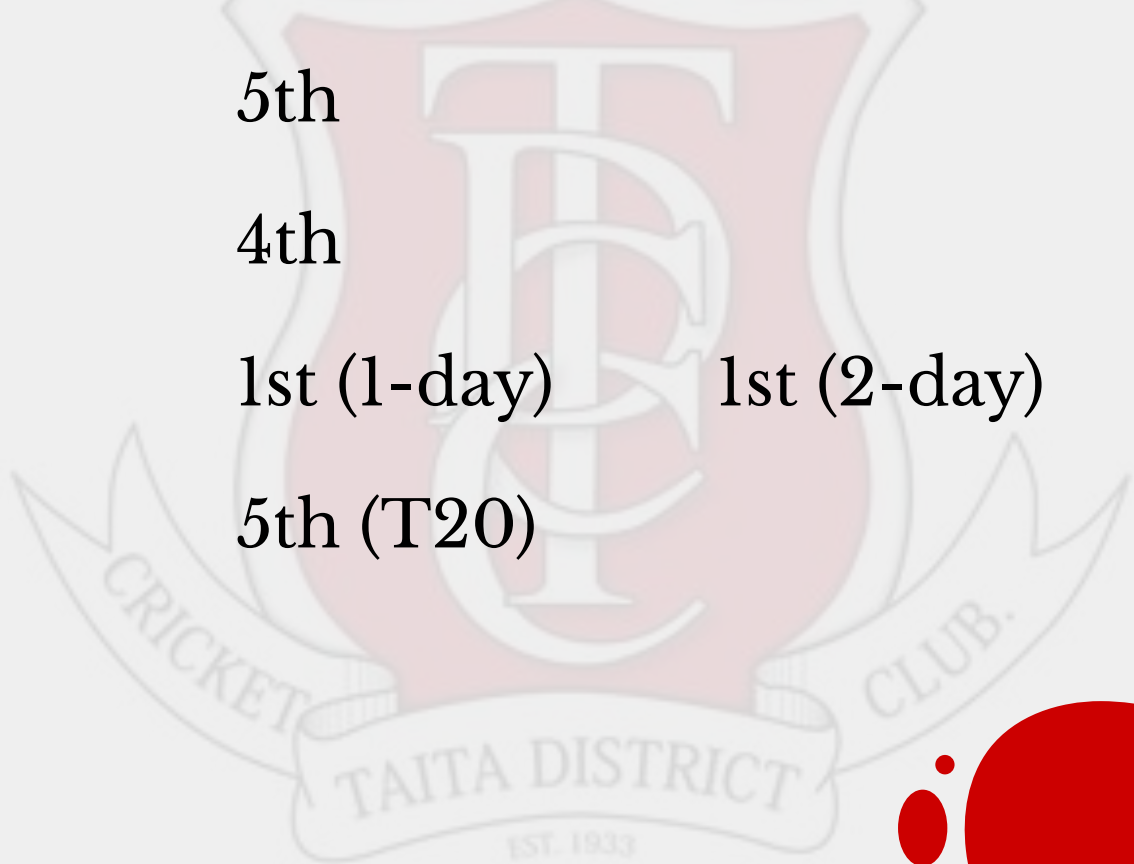 5th
4th
1st (1-day) 1st (2-day)
5th (T20)
CRICKET CLUB.
TAITA DISTRICT
EST. 1933